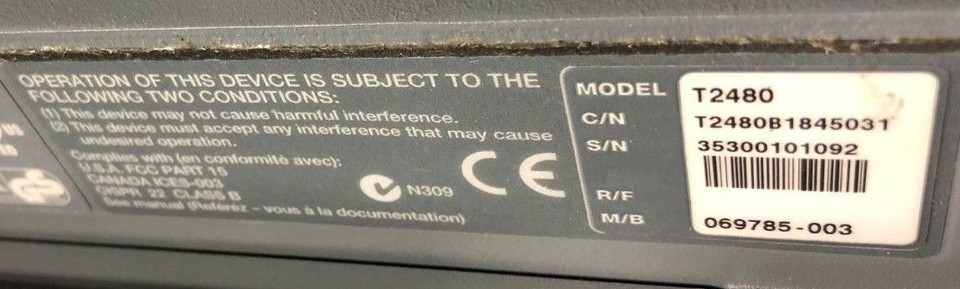 OPERATION OF THIS DEVICE IS SUBJECT TO THE
FOLLOWING TWO CONDITIONS:
(1) This device may not cause harmful interference.
(2) This device must accept any interference that may cause
undesired operation.
Complies with (en conformité avec):
U.S.A. FCC PART 15
CANADA ICES-003
CISPR 22 CLASS B
See manual (Referéz - vous à la documentation)
N309
CE
MODEL T2480
C/N T2480B1845031
S/N 35300101092
R/F
M/B 069785-003
US